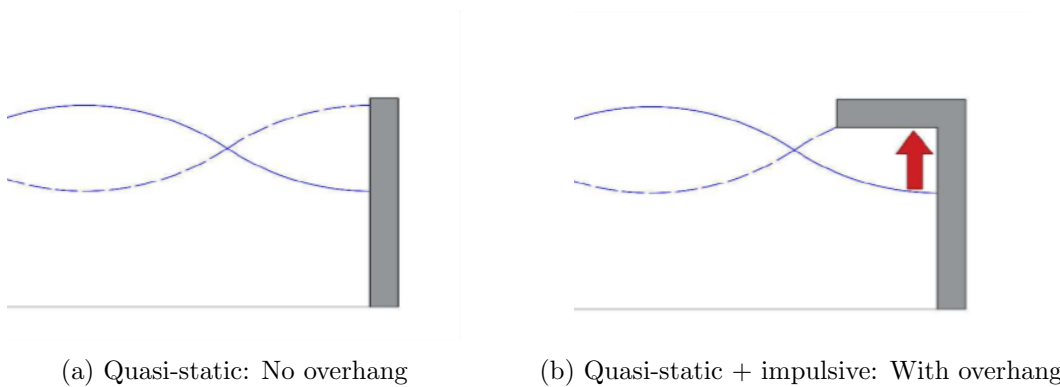 (a) Quasi-static: No overhang
(b) Quasi-static + impulsive: With overhang